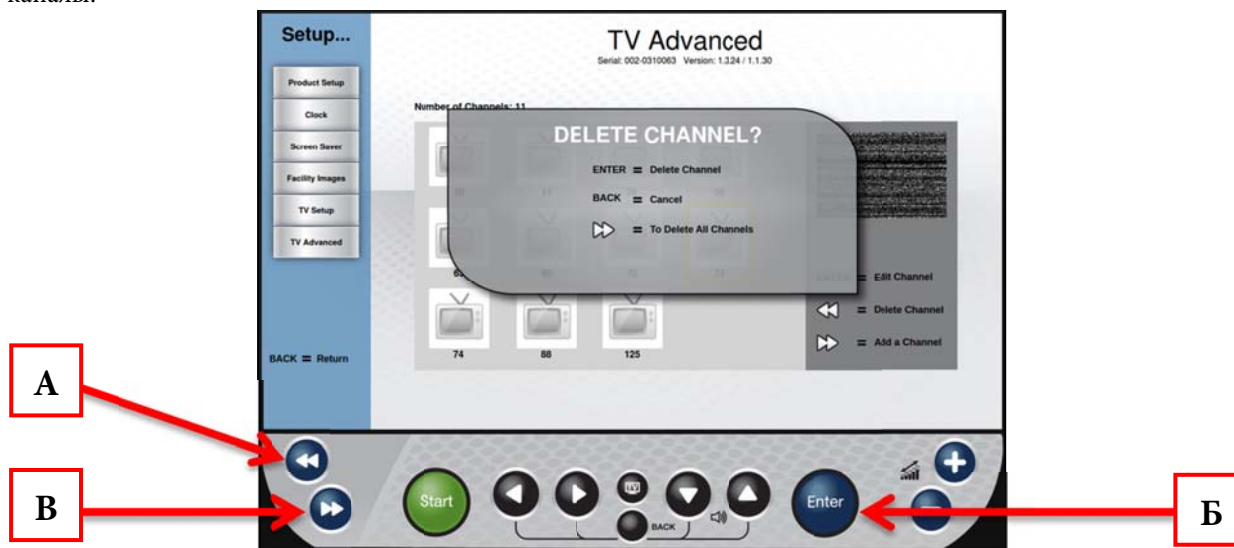 каналы.
Setup...
TV Advanced
Serial: 002-0310063 Version: 1.3.24 / 1.1.30
Product Setup
Clock
Screen Saver
Facility Images
TV Setup
TV Advanced
BACK = Return
Number of Channels: 11
DELETE CHANNEL?
ENTER = Delete Channel
BACK = Cancel
= To Delete All Channels
ENTER = Edit Channel
= Delete Channel
= Add a Channel
74 88 125
А
В
Б
Start
TV
BACK
Enter